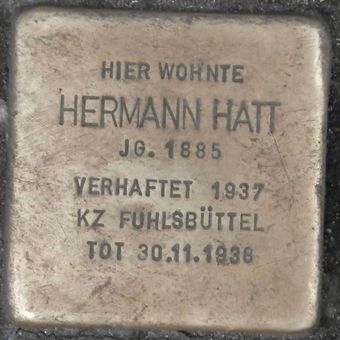 HIER WOHNTE
HERMANN HATT
JG. 1885
VERHAFTET 1937
KZ FUHLSBÜTTEL
TOT 30.11.1938